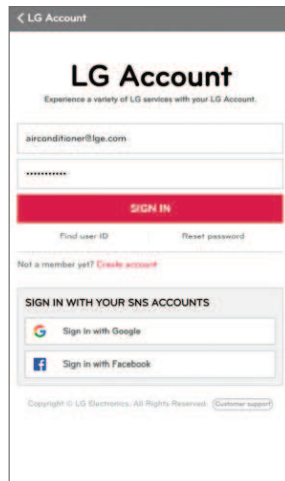 < LG Account
LG Account
Experience a variety of LG services with your LG Account.
airconditioner@lge.com
•••••••••••
SIGN IN
Find user ID Reset password
Not a member yet? Create account
SIGN IN WITH YOUR SNS ACCOUNTS
Sign in with Google
Sign in with Facebook
Copyright © LG Electronics. All Rights Reserved. Customer support